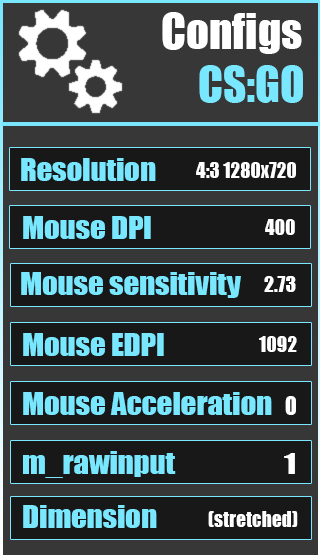 Configs
CS:GO
Resolution 4:3 1280x720
Mouse DPI 400
Mouse sensitivity 2.73
Mouse EDPI 1092
Mouse Acceleration 0
m_rawinput 1
Dimension (stretched)